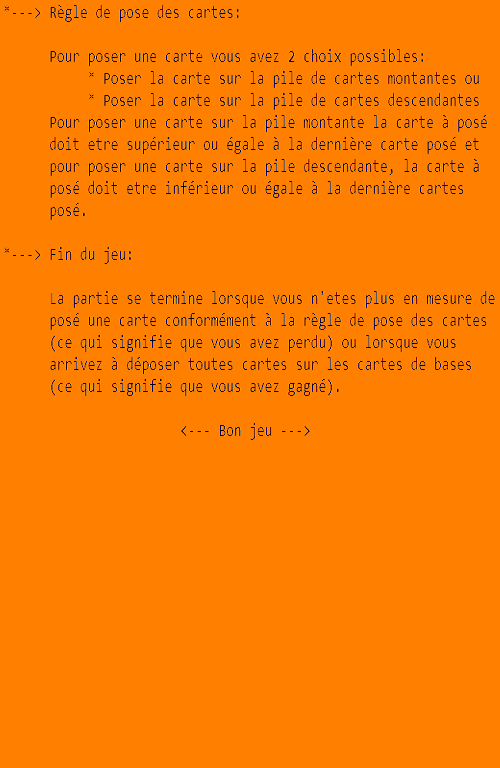 *---> Règle de pose des cartes:
Pour poser une carte vous avez 2 choix possibles:
* Poser la carte sur la pile de cartes montantes ou
* Poser la carte sur la pile de cartes descendantes
Pour poser une carte sur la pile montante la carte à posé
doit etre supérieur ou égale à la dernière carte posé et
pour poser une carte sur la pile descendante, la carte à
posé doit etre inférieur ou égale à la dernière cartes
posé.
*---> Fin du jeu:
La partie se termine lorsque vous n'etes plus en mesure de
posé une carte conformément à la règle de pose des cartes
(ce qui signifie que vous avez perdu) ou lorsque vous
arrivez à déposer toutes cartes sur les cartes de bases
(ce qui signifie que vous avez gagné).
<--- Bon jeu --->